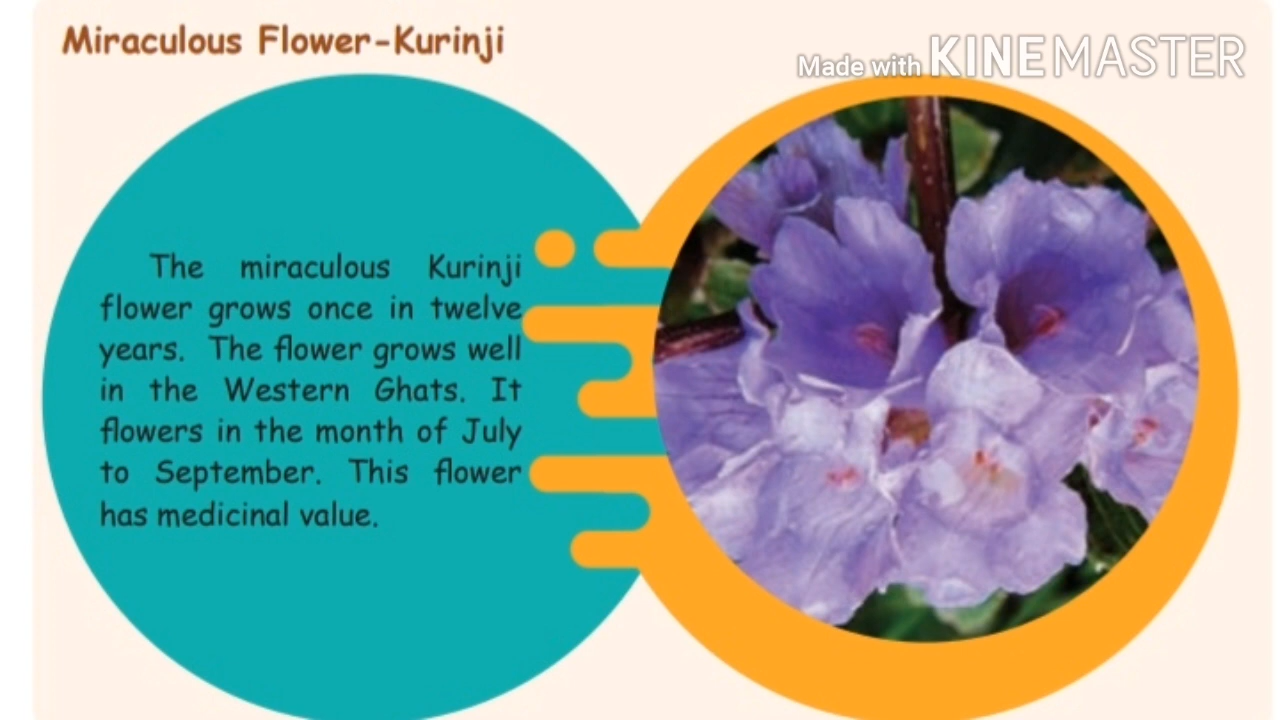 Miraculous Flower-Kurinji
Made with KINEMASTER
The miraculous Kurinji
flower grows once in twelve
years. The flower grows well
in the Western Ghats. It
flowers in the month of July
to September. This flower
has medicinal value.